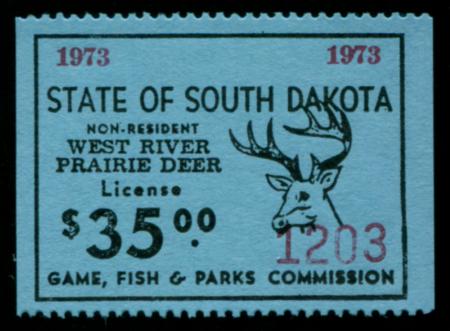 1973 1973
STATE OF SOUTH DAKOTA
NON-RESIDENT
WEST RIVER
PRAIRIE DEER
License
$35.00
1203
GAME, FISH & PARKS COMMISSION